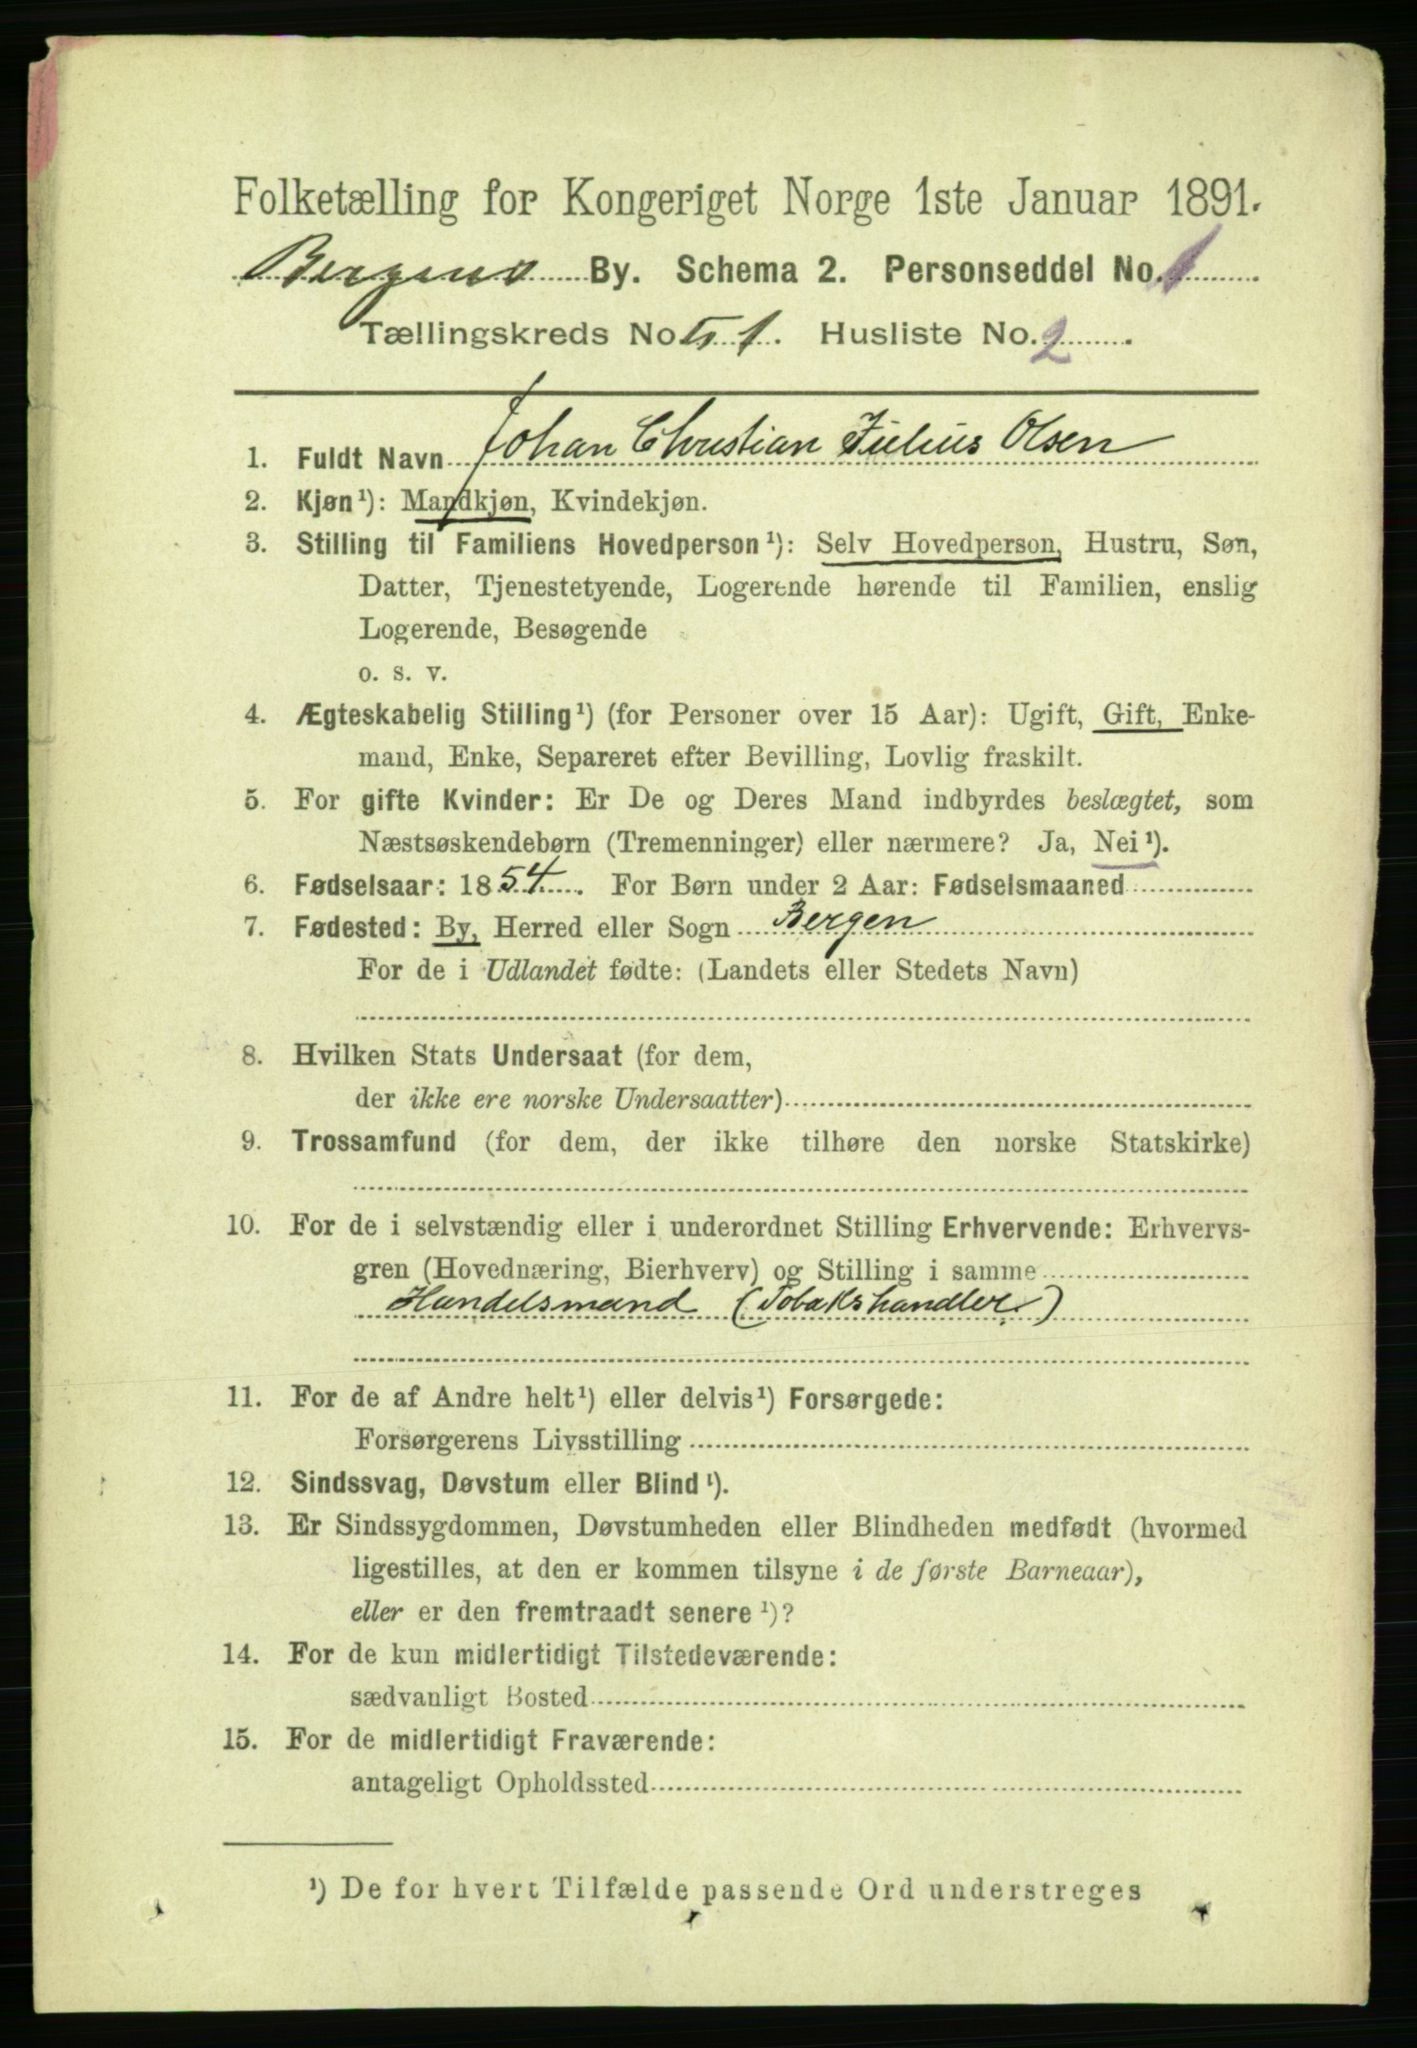 Folketælling for Kongeriget Norge 1ste Januar 1891.
Bergens By. Schema 2. Personseddel No. 1
Tællingskreds No. 1. Husliste No. 2
1. Fuldt Navn Johan Christian Julius Olsen
2. Kjøn¹): Mandkjøn, Kvindekjøn.
3. Stilling til Familiens Hovedperson¹): Selv Hovedperson, Hustru, Søn,
Datter, Tjenestetyende, Logerende hørende til Familien, enslig
Logerende, Besøgende
o. s. v.
4. Ægteskabelig Stilling¹) (for Personer over 15 Aar): Ugift, Gift, Enke-
mand, Enke, Separeret efter Bevilling, Lovlig fraskilt.
5. For gifte Kvinder: Er De og Deres Mand indbyrdes beslægtet, som
Næstsøskendebørn (Tremenninger) eller nærmere? Ja, Nei¹).
6. Fødselsaar: 1854. For Børn under 2 Aar: Fødselsmaaned
7. Fødested: By, Herred eller Sogn Bergen
For de i Udlandet fødte: (Landets eller Stedets Navn)
8. Hvilken Stats Undersaat (for dem,
der ikke ere norske Undersaatter)
9. Trossamfund (for dem, der ikke tilhøre den norske Statskirke)
10. For de i selvstændig eller i underordnet Stilling Erhvervende: Erhvervs-
gren (Hovednæring, Bierhverv) og Stilling i samme
Handelsmand (Tobakshandler)
11. For de af Andre helt¹) eller delvis¹) Forsørgede:
Forsørgerens Livsstilling
12. Sindssvag, Døvstum eller Blind¹).
13. Er Sindssygdommen, Døvstumheden eller Blindheden medfødt (hvormed
ligestilles, at den er kommen tilsyne i de første Barneaar),
eller er den fremtraadt senere¹)?
14. For de kun midlertidigt Tilstedeværende:
sædvanligt Bosted
15. For de midlertidigt Fraværende:
antageligt Opholdssted
¹) De for hvert Tilfælde passende Ord understreges